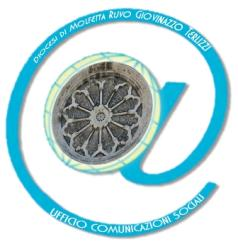 DIOCESI DI MOLFETTA RUVO GIOVINAZZO TERLIZZI
UFFICIO COMUNICAZIONI SOCIALI